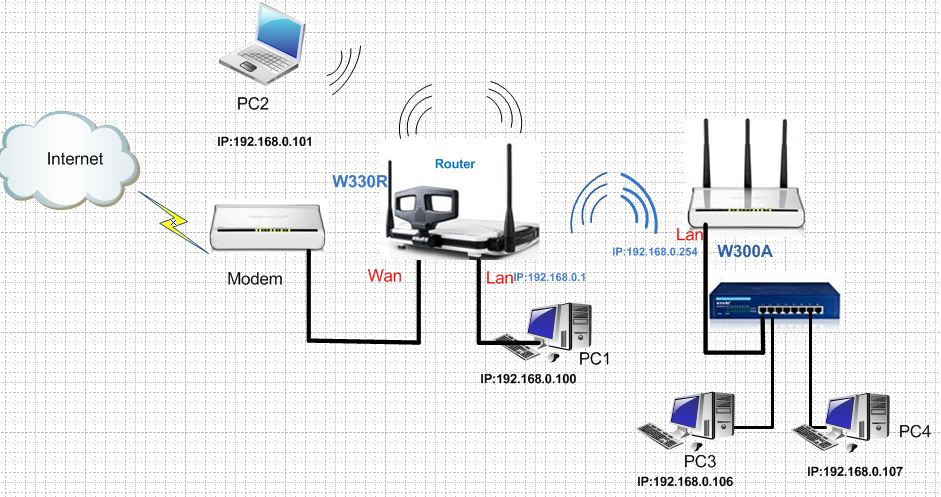 PC2
IP:192.168.0.101
Internet
Modem
W330R
Router
Wan
Lan
IP:192.168.0.1
PC1
IP:192.168.0.100
Lan
IP:192.168.0.254
W300A
PC3
IP:192.168.0.106
PC4
IP:192.168.0.107